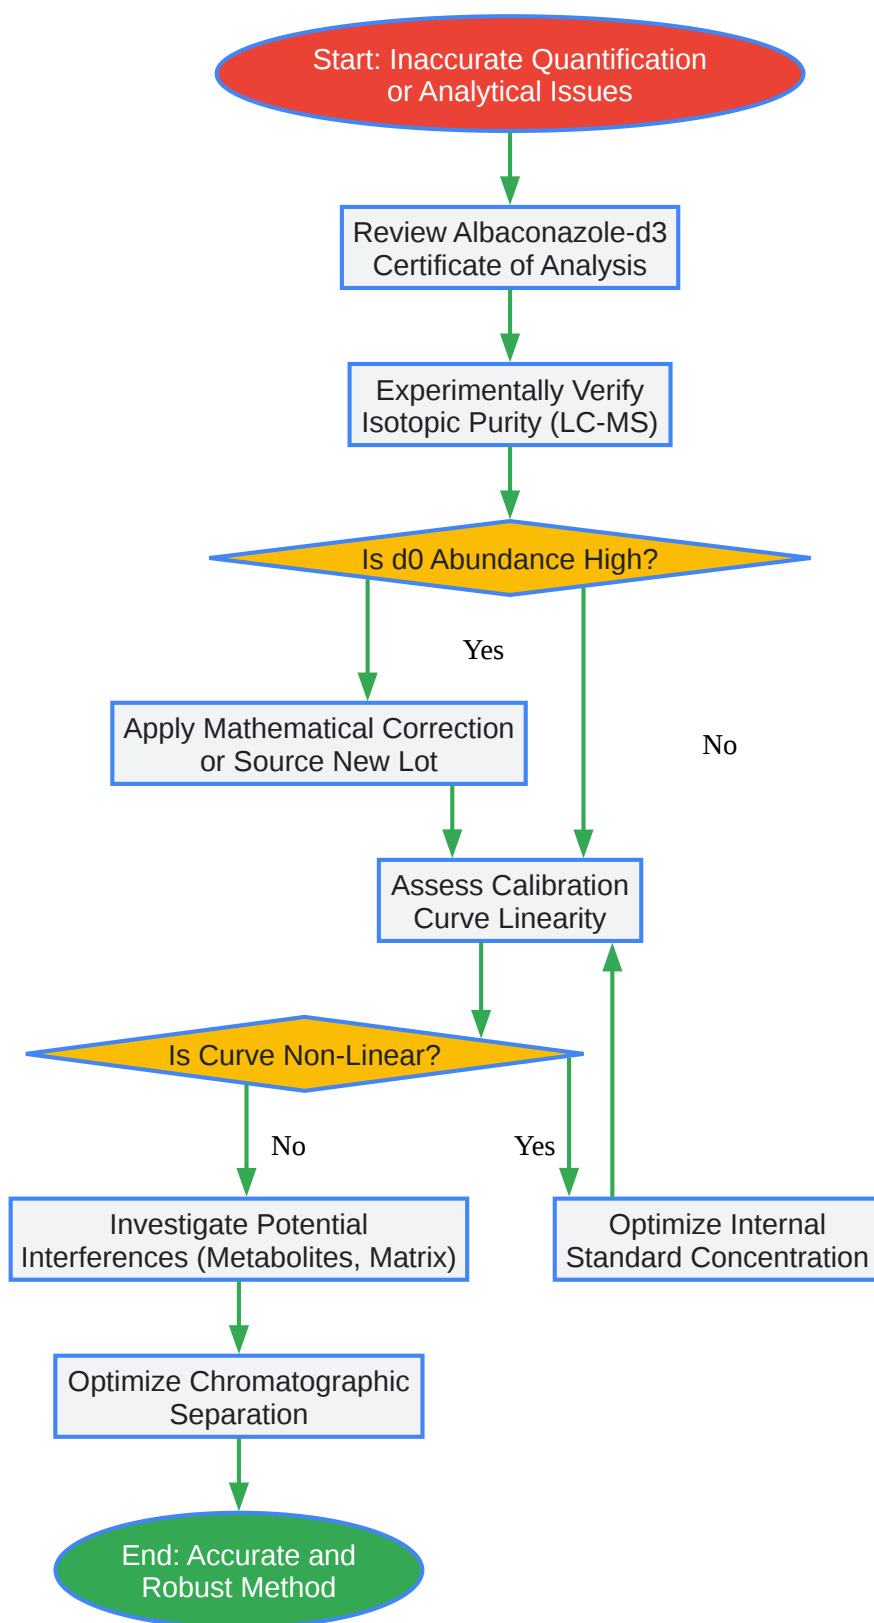 Start: Inaccurate Quantification
or Analytical Issues
Review Albaconazole-d3
Certificate of Analysis
Experimentally Verify
Isotopic Purity (LC-MS)
Is d0 Abundance High?
Yes
Apply Mathematical Correction
or Source New Lot
No
Assess Calibration
Curve Linearity
Is Curve Non-Linear?
No
Yes
Investigate Potential
Interferences (Metabolites, Matrix)
Optimize Internal
Standard Concentration
Optimize Chromatographic
Separation
End: Accurate and
Robust Method